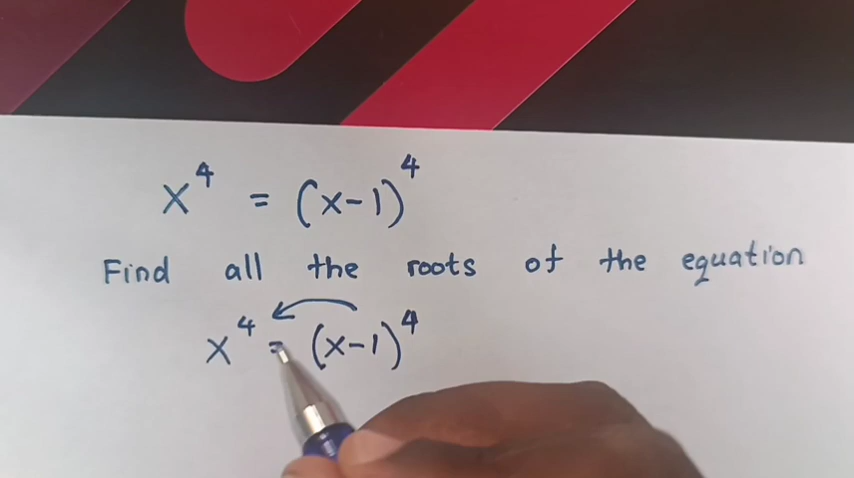 x⁴ = (x-1)⁴
Find all the roots of the equation
x⁴ = (x-1)⁴